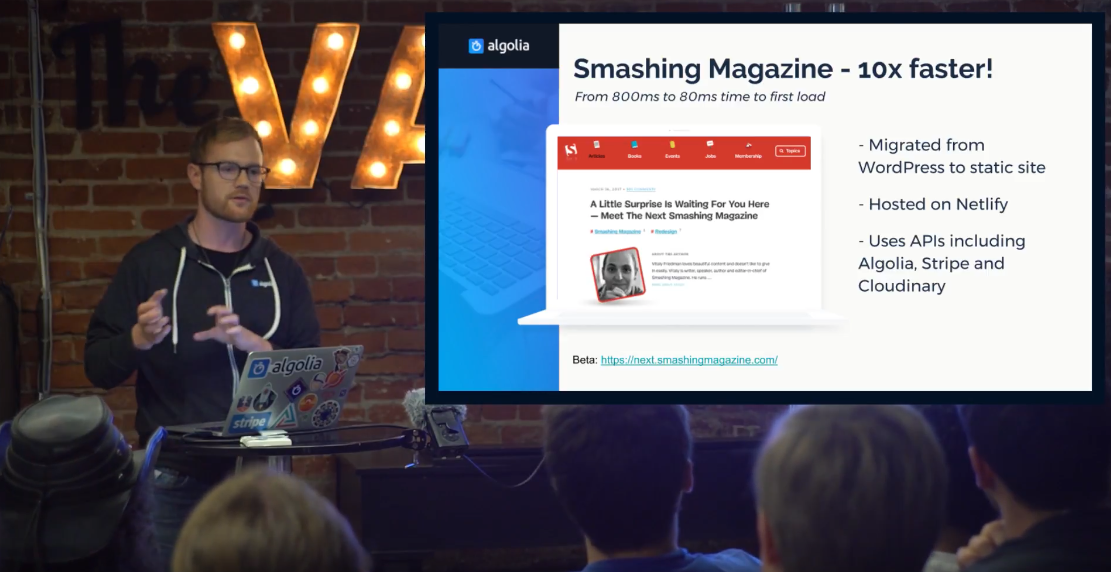 The
VA
algolia
Smashing Magazine - 10x faster!
From 800ms to 80ms time to first load
Articles Books Events Jobs Membership Topics
A Little Surprise Is Waiting For You Here
— Meet The Next Smashing Magazine
# Smashing Magazine # Redesign
ABOUT THE AUTHOR
- Migrated from
WordPress to static site
- Hosted on Netlify
- Uses APIs including
Algolia, Stripe and
Cloudinary
Beta: https://next.smashingmagazine.com/
algolia
stripe